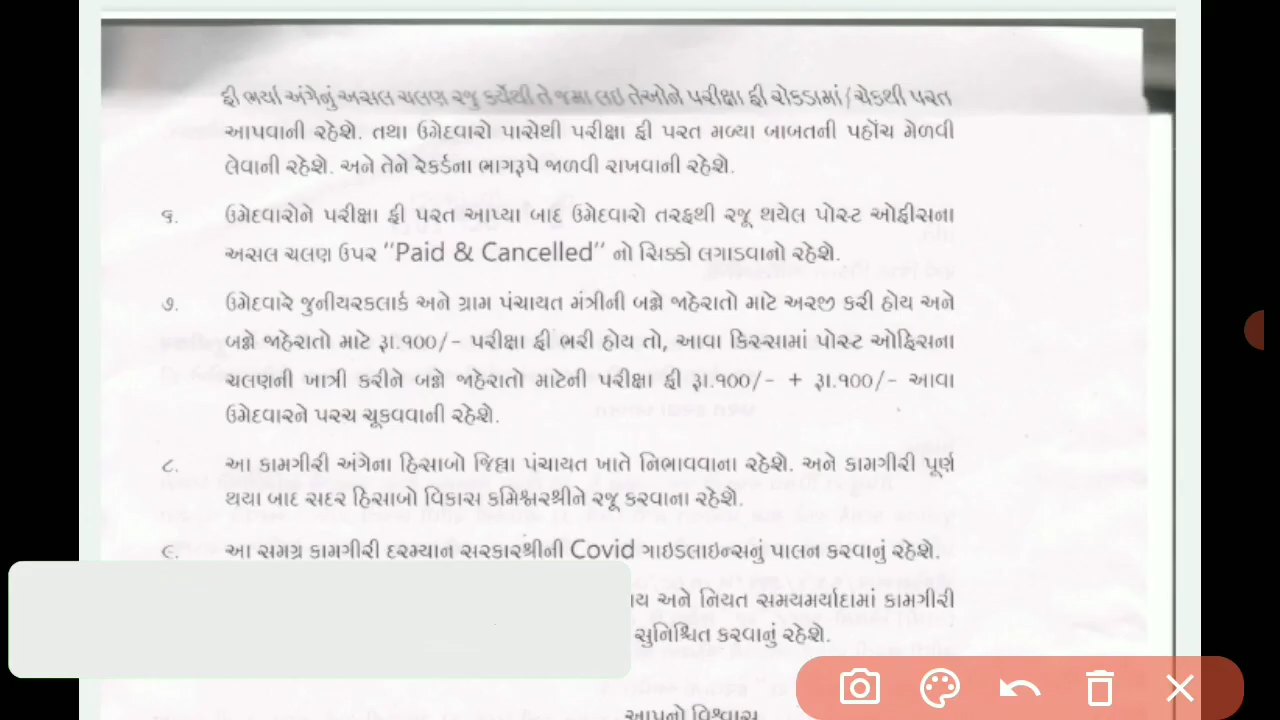 ફી ભર્યા અંગેનું અસલ ચલણ રજુ કર્યેથી તે જમા લઇ તેઓને પરીક્ષા ફી રોકડામાં/ચેકથી પરત
આપવાની રહેશે. તથા ઉમેદવારો પાસેથી પરીક્ષા ફી પરત મળ્યા બાબતની પહોંચ મેળવી
લેવાની રહેશે. અને તેને રેકર્ડના ભાગરૂપે જાળવી રાખવાની રહેશે.
૬. ઉમેદવારોને પરીક્ષા ફી પરત આપ્યા બાદ ઉમેદવારો તરફથી રજૂ થયેલ પોસ્ટ ઓફીસના
અસલ ચલણ ઉપર “Paid & Cancelled” નો સિક્કો લગાડવાનો રહેશે.
૭. ઉમેદવારે જુનીયરકલાર્ક અને ગ્રામ પંચાયત મંત્રીની બન્ને જાહેરાતો માટે અરજી કરી હોય અને
બન્ને જાહેરાતો માટે રૂા.૧૦૦/- પરીક્ષા ફી ભરી હોય તો, આવા કિસ્સામાં પોસ્ટ ઓફિસના
ચલણની ખાત્રી કરીને બન્ને જાહેરાતો માટેની પરીક્ષા ફી રૂા.૧૦૦/- + રૂા.૧૦૦/- આવા
ઉમેદવારને પરચ ચૂકવવાની રહેશે.
૮. આ કામગીરી અંગેના હિસાબો જિલ્લા પંચાયત ખાતે નિભાવવાના રહેશે. અને કામગીરી પૂર્ણ
થયા બાદ સદર હિસાબો વિકાસ કમિશ્નરશ્રીને રજૂ કરવાના રહેશે.
૯. આ સમગ્ર કામગીરી દરમ્યાન સરકારશ્રીની Covid ગાઇડલાઇન્સનું પાલન કરવાનું રહેશે.
અને નિયત સમયમર્યાદામાં કામગીરી
સુનિશ્ચિત કરવાનું રહેશે.
આપનો વિશ્વાસ